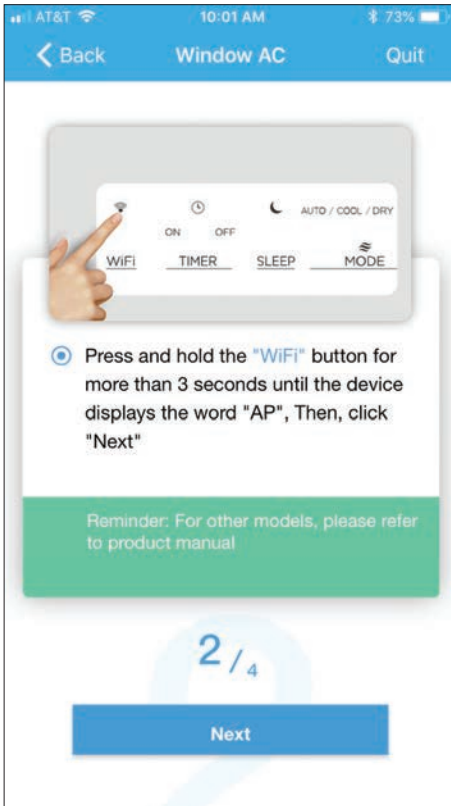 AT&T 10:01 AM 73%
Back Window AC Quit
AUTO / COOL / DRY
ON OFF
WiFi TIMER SLEEP MODE
Press and hold the "WiFi" button for
more than 3 seconds until the device
displays the word "AP", Then, click
"Next"
Reminder: For other models, please refer
to product manual
2 / 4
Next